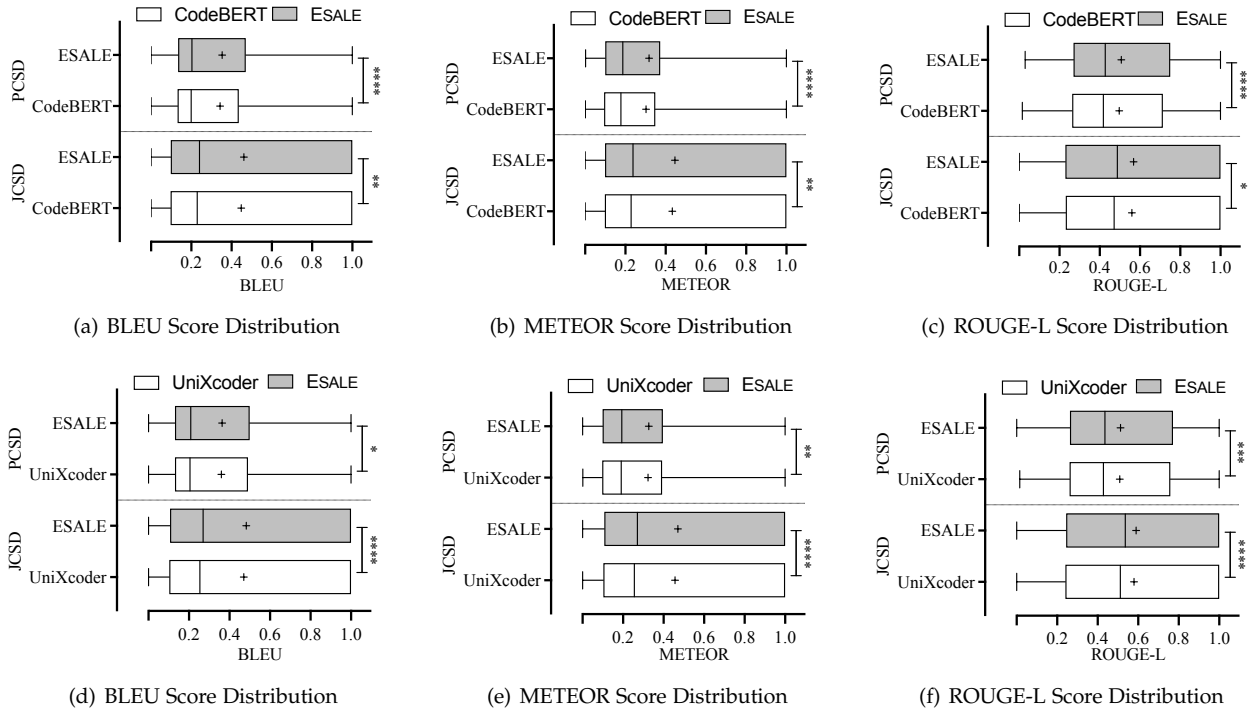 CodeBERT ESALE
PCSD
ESALE
CodeBERT
****
JCSD
ESALE
CodeBERT
**
0.2 0.4 0.6 0.8 1.0
BLEU
(a) BLEU Score Distribution
CodeBERT ESALE
PCSD
ESALE
CodeBERT
****
JCSD
ESALE
CodeBERT
**
0.2 0.4 0.6 0.8 1.0
METEOR
(b) METEOR Score Distribution
CodeBERT ESALE
PCSD
ESALE
CodeBERT
****
JCSD
ESALE
CodeBERT
*
0.2 0.4 0.6 0.8 1.0
ROUGE-L
(c) ROUGE-L Score Distribution
UniXcoder ESALE
PCSD
ESALE
UniXcoder
*
JCSD
ESALE
UniXcoder
****
0.2 0.4 0.6 0.8 1.0
BLEU
(d) BLEU Score Distribution
UniXcoder ESALE
PCSD
ESALE
UniXcoder
**
JCSD
ESALE
UniXcoder
****
0.2 0.4 0.6 0.8 1.0
METEOR
(e) METEOR Score Distribution
UniXcoder ESALE
PCSD
ESALE
UniXcoder
***
JCSD
ESALE
UniXcoder
****
0.2 0.4 0.6 0.8 1.0
ROUGE-L
(f) ROUGE-L Score Distribution